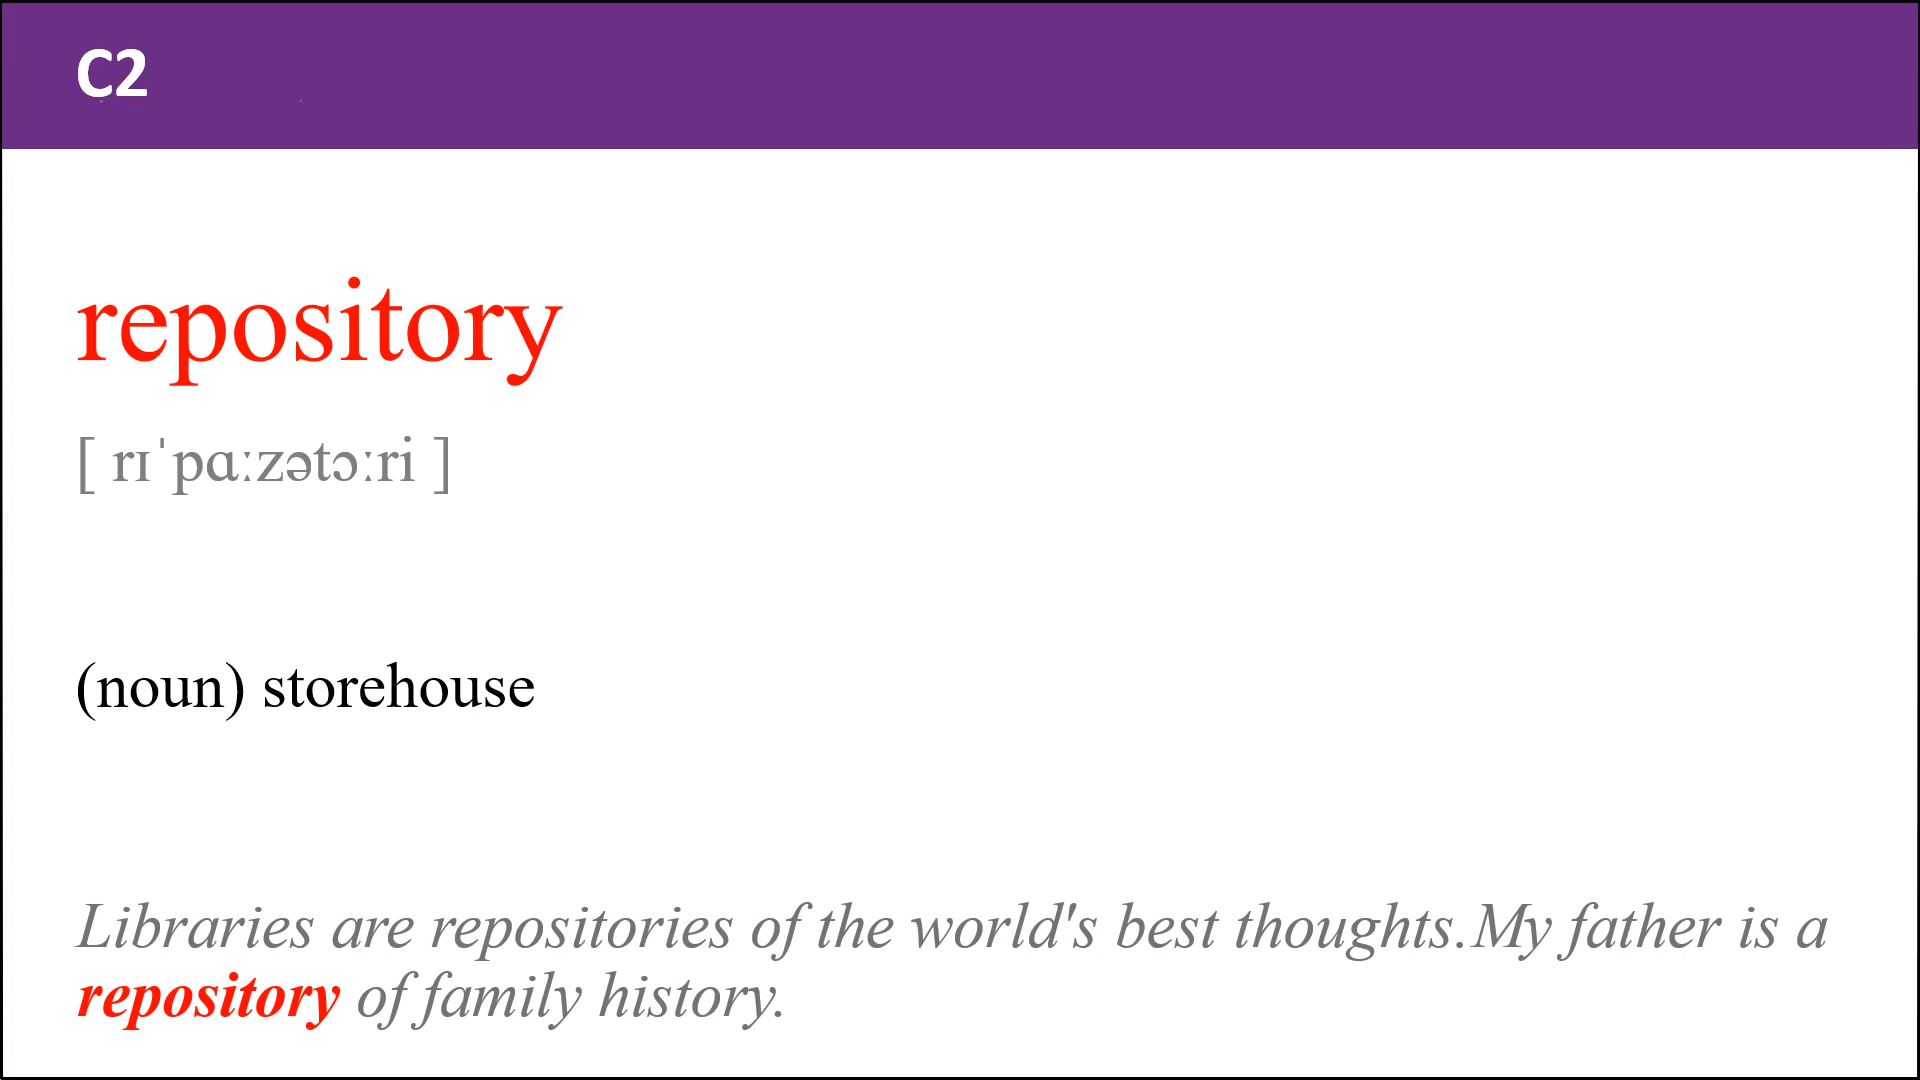 C2
repository
[ rɪˈpɑːzətɔːri ]
(noun) storehouse
Libraries are repositories of the world's best thoughts.My father is a
repository of family history.